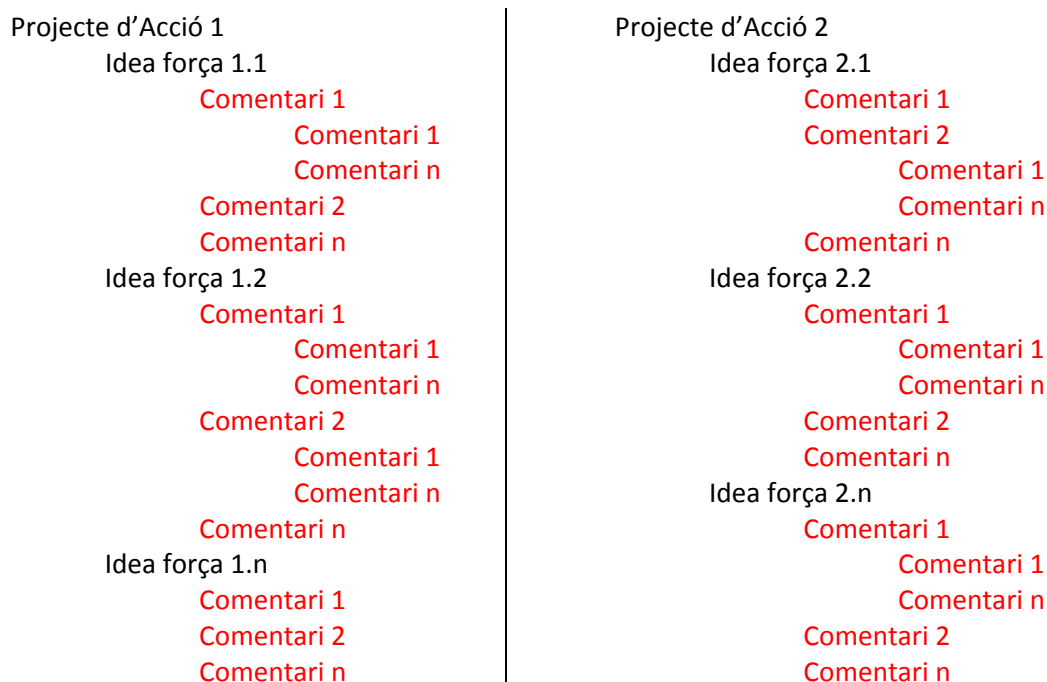 Projecte d’Acció 1
Idea força 1.1
Comentari 1
Comentari 1
Comentari n
Comentari 2
Comentari n
Idea força 1.2
Comentari 1
Comentari 1
Comentari n
Comentari 2
Comentari 1
Comentari n
Comentari n
Idea força 1.n
Comentari 1
Comentari 2
Comentari n
Projecte d’Acció 2
Idea força 2.1
Comentari 1
Comentari 2
Comentari 1
Comentari n
Comentari n
Idea força 2.2
Comentari 1
Comentari 1
Comentari n
Comentari 2
Comentari n
Idea força 2.n
Comentari 1
Comentari 1
Comentari n
Comentari 2
Comentari n